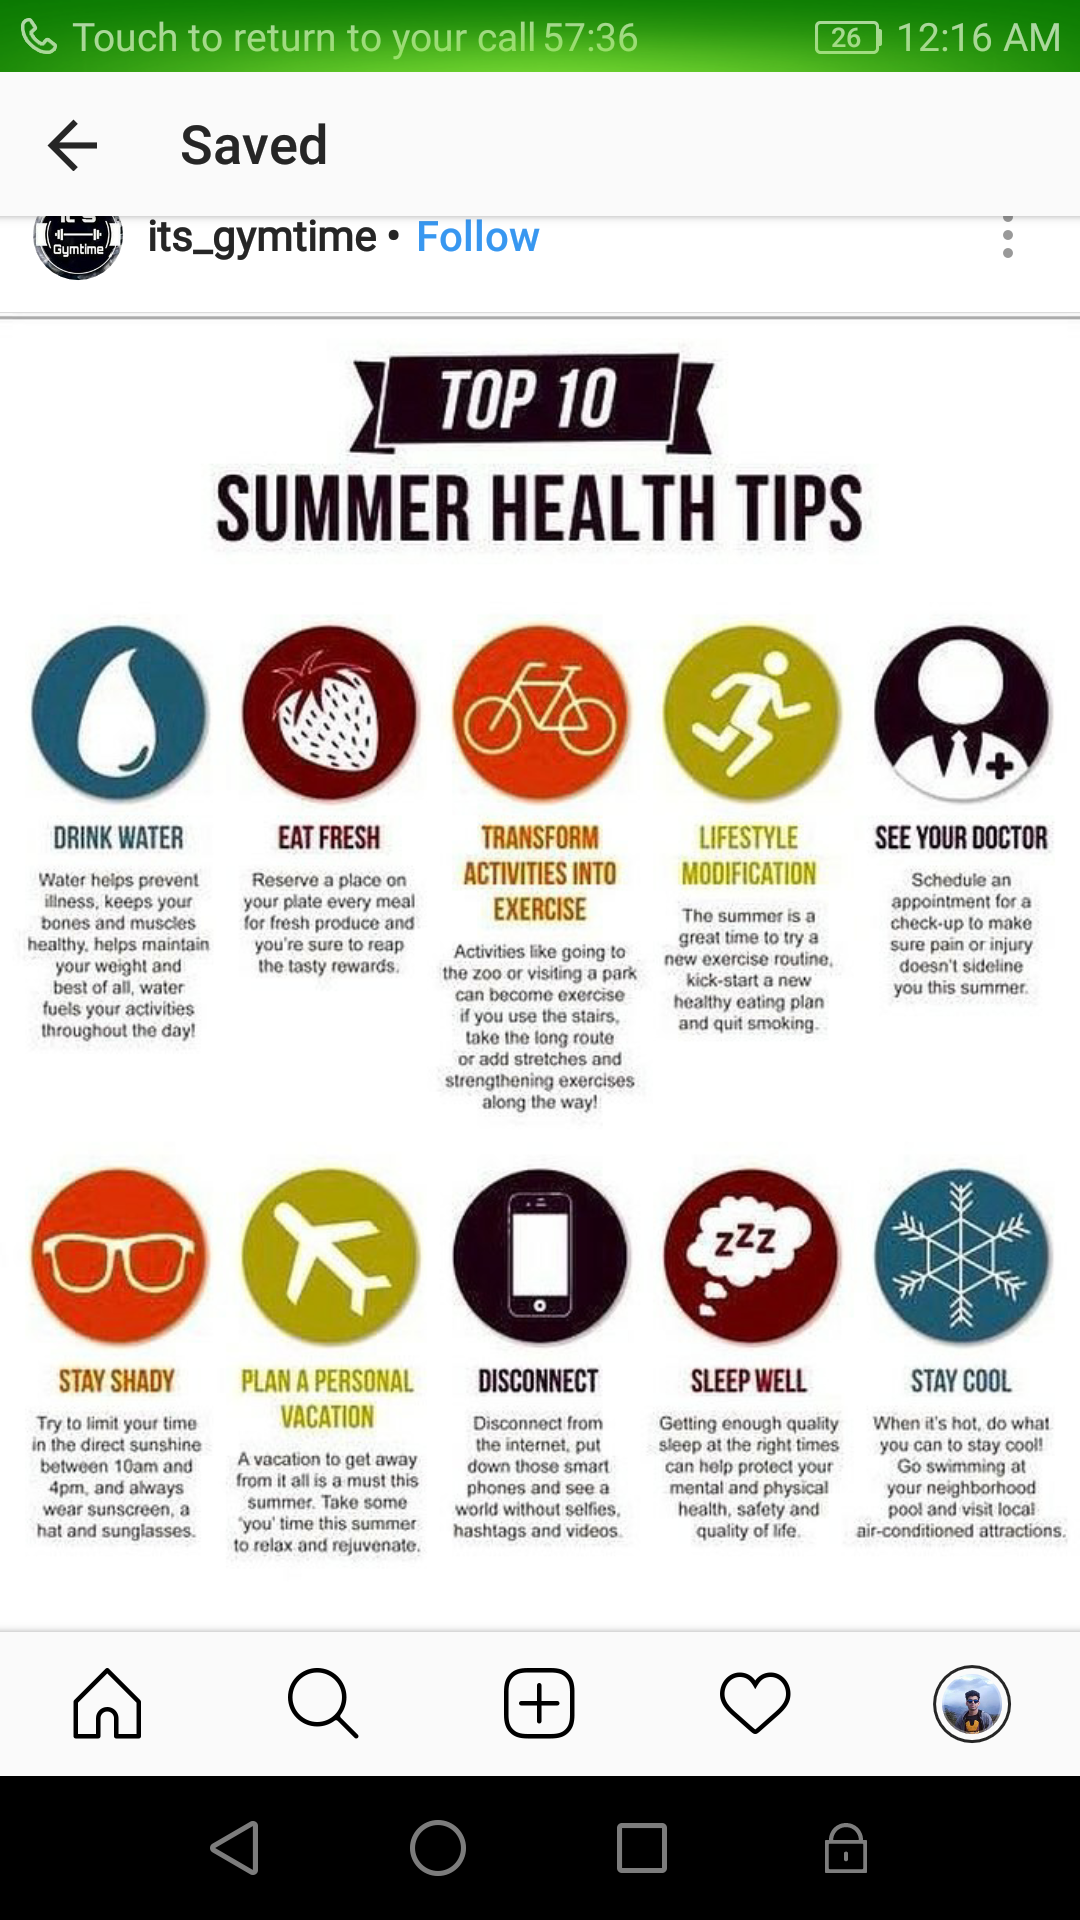 Touch to return to your call 57:36
26
12:16 AM
Saved
IT'S
Gymtime
its_gymtime • Follow
TOP 10
SUMMER HEALTH TIPS
DRINK WATER
Water helps prevent
illness, keeps your
bones and muscles
healthy, helps maintain
your weight and
best of all, water
fuels your activities
throughout the day!
EAT FRESH
Reserve a place on
your plate every meal
for fresh produce and
you're sure to reap
the tasty rewards.
TRANSFORM
ACTIVITIES INTO
EXERCISE
Activities like going to
the zoo or visiting a park
can become exercise
if you use the stairs,
take the long route
or add stretches and
strengthening exercises
along the way!
LIFESTYLE
MODIFICATION
The summer is a
great time to try a
new exercise routine,
kick-start a new
healthy eating plan
and quit smoking.
SEE YOUR DOCTOR
Schedule an
appointment for a
check-up to make
sure pain or injury
doesn't sideline
you this summer.
STAY SHADY
Try to limit your time
in the direct sunshine
between 10am and
4pm, and always
wear sunscreen, a
hat and sunglasses.
PLAN A PERSONAL
VACATION
A vacation to get away
from it all is a must this
summer. Take some
'you' time this summer
to relax and rejuvenate.
DISCONNECT
Disconnect from
the internet, put
down those smart
phones and see a
world without selfies,
hashtags and videos.
zzz
SLEEP WELL
Getting enough quality
sleep at the right times
can help protect your
mental and physical
health, safety and
quality of life.
STAY COOL
When it's hot, do what
you can to stay cool!
Go swimming at
your neighborhood
pool and visit local
air-conditioned attractions.